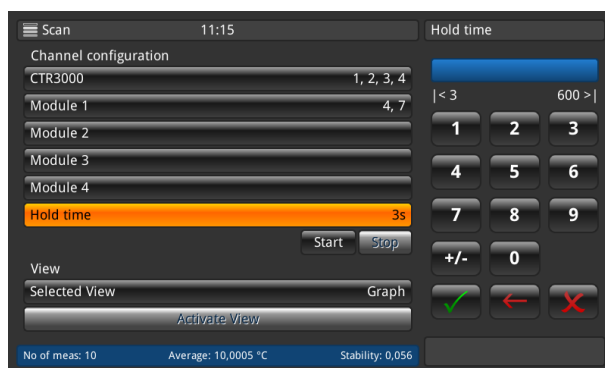 Scan 11:15
Channel configuration
CTR3000 1, 2, 3, 4
Module 1 4, 7
Module 2
Module 3
Module 4
Hold time 3s
Start Stop
View
Selected View Graph
Activate View
No of meas: 10 Average: 10,0005 °C Stability: 0,056
Hold time
|< 3 600 >|
1 2 3
4 5 6
7 8 9
+/- 0